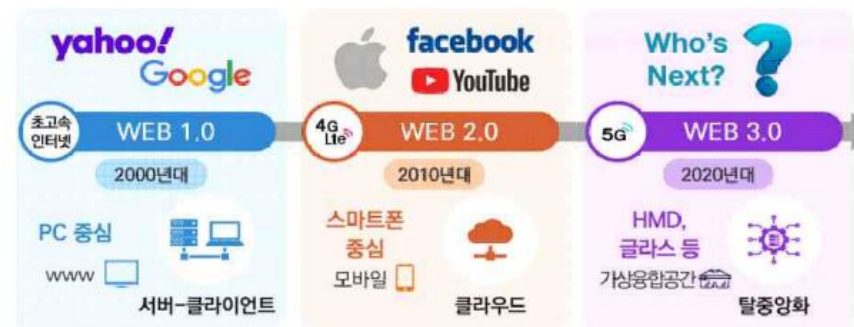 yahoo!
Google
초고속
인터넷
WEB 1.0
2000년대
PC 중심
www
서버-클라이언트
facebook
YouTube
4G
Lte
WEB 2.0
2010년대
스마트폰
중심
모바일
클라우드
Who's
Next?
5G
WEB 3.0
2020년대
HMD,
글라스 등
가상융합공간
탈중앙화